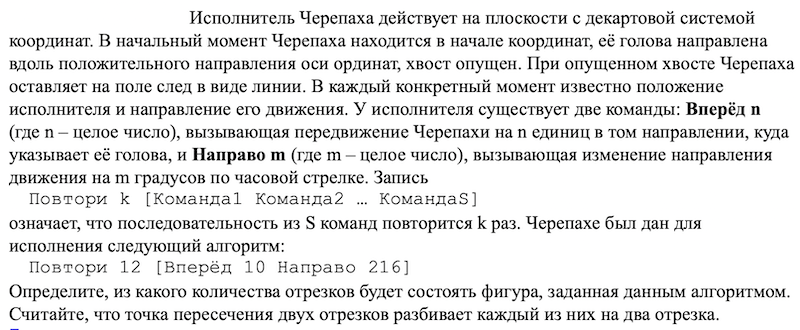 Исполнитель Черепаха действует на плоскости с декартовой системой
координат. В начальный момент Черепаха находится в начале координат, её голова направлена
вдоль положительного направления оси ординат, хвост опущен. При опущенном хвосте Черепаха
оставляет на поле след в виде линии. В каждый конкретный момент известно положение
исполнителя и направление его движения. У исполнителя существует две команды: Вперёд n
(где n – целое число), вызывающая передвижение Черепахи на n единиц в том направлении, куда
указывает её голова, и Направо m (где m – целое число), вызывающая изменение направления
движения на m градусов по часовой стрелке. Запись
Повтори k [Команда1 Команда2 … КомандаS]
означает, что последовательность из S команд повторится k раз. Черепахе был дан для
исполнения следующий алгоритм:
Повтори 12 [Вперёд 10 Направо 216]
Определите, из какого количества отрезков будет состоять фигура, заданная данным алгоритмом.
Считайте, что точка пересечения двух отрезков разбивает каждый из них на два отрезка.